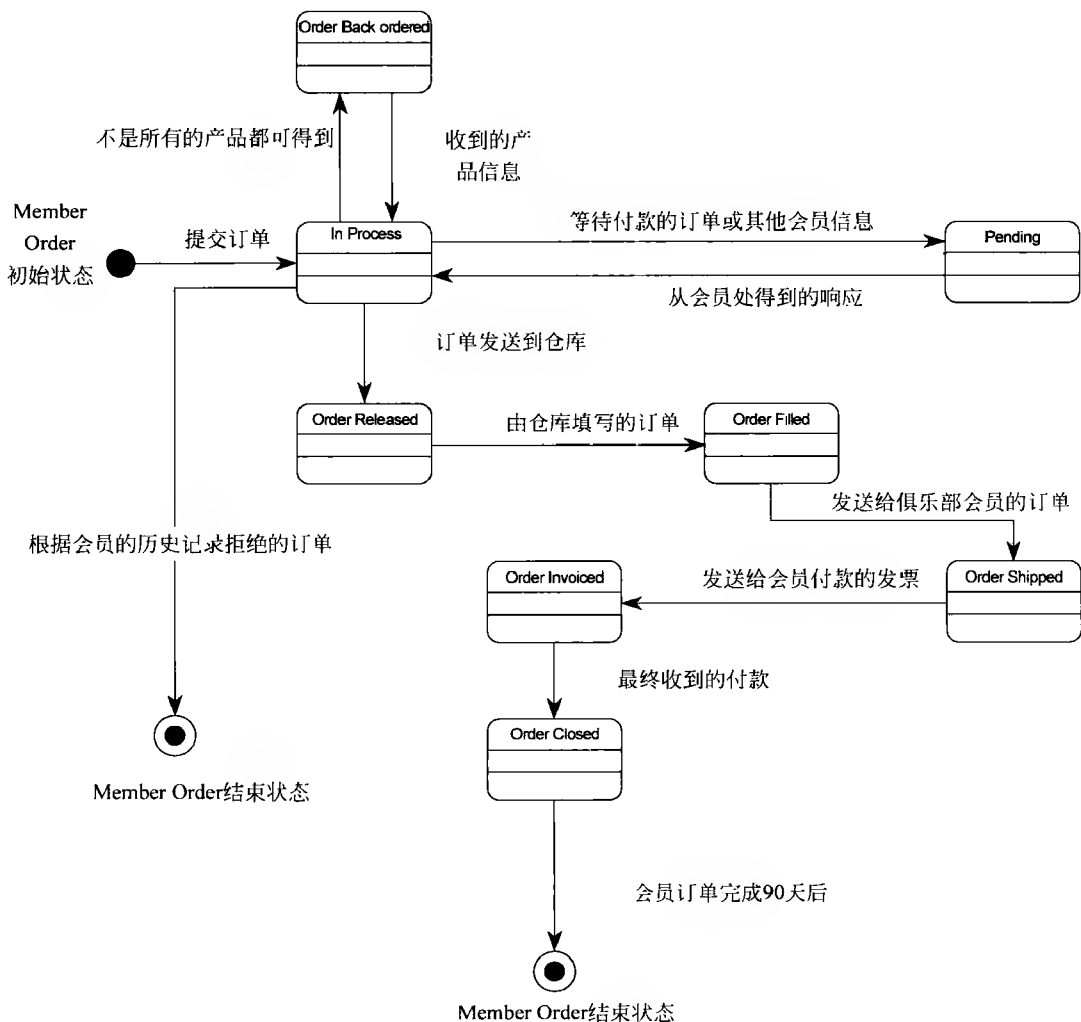 Order Back ordered
不是所有的产品都可得到
收到的产
品信息
Member
Order
初始状态
提交订单
In Process
等待付款的订单或其他会员信息
Pending
从会员处得到的响应
订单发送到仓库
Order Released
由仓库填写的订单
Order Filled
发送给俱乐部会员的订单
根据会员的历史记录拒绝的订单
Order Invoiced
发送给会员付款的发票
Order Shipped
最终收到的付款
Order Closed
Member Order结束状态
会员订单完成90天后
Member Order结束状态